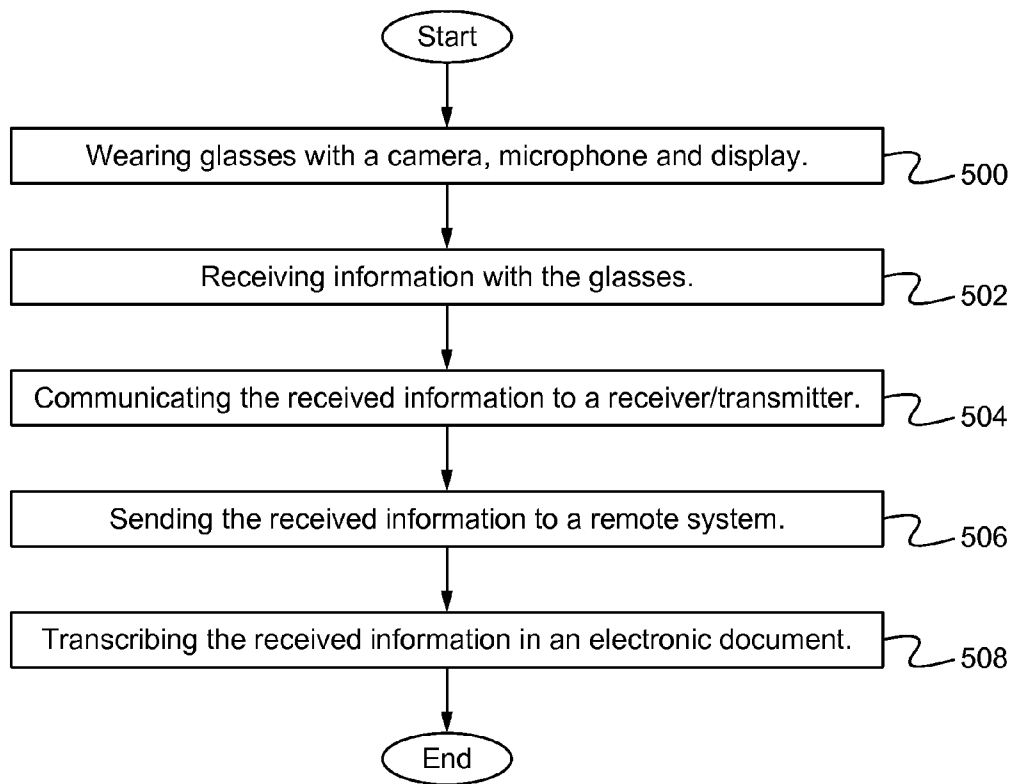 Start
Wearing glasses with a camera, microphone and display.
500
Receiving information with the glasses.
502
Communicating the received information to a receiver/transmitter.
504
Sending the received information to a remote system.
506
Transcribing the received information in an electronic document.
508
End